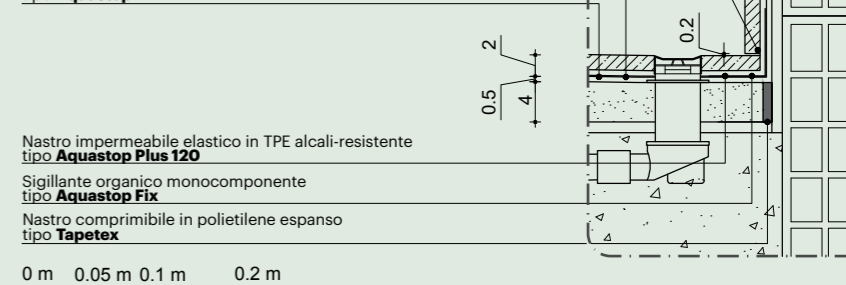 0.2
2
0.5
4
Nastro impermeabile elastico in TPE alcali-resistente
tipo Aquastop Plus 120
Sigillante organico monocomponente
tipo Aquastop Fix
Nastro comprimibile in polietilene espanso
tipo Tapetex
0 m 0.05 m 0.1 m 0.2 m